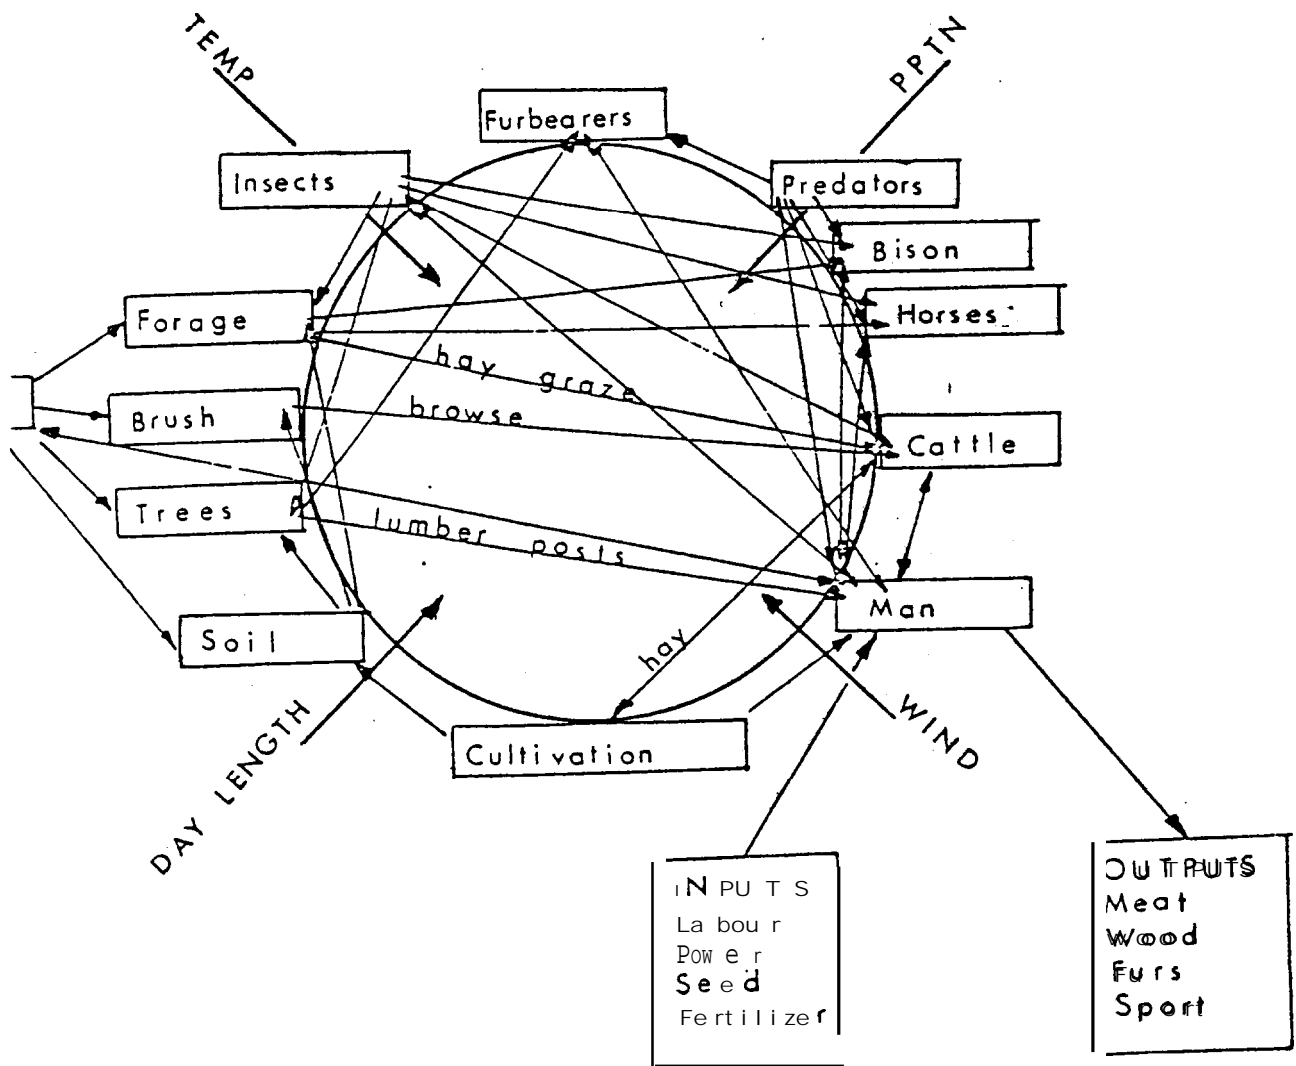 TEMP
PPTN
Furbearers
Insects
Predators
Bison
Forage
Horses
hay graze
Brush
browse
Cattle
Trees
lumber posts
Man
Soil
hay
DAY LENGTH
WIND
Cultivation
INPUTS
Labour
Power
Seed
Fertilizer
OUTPUTS
Meat
Wood
Furs
Sport